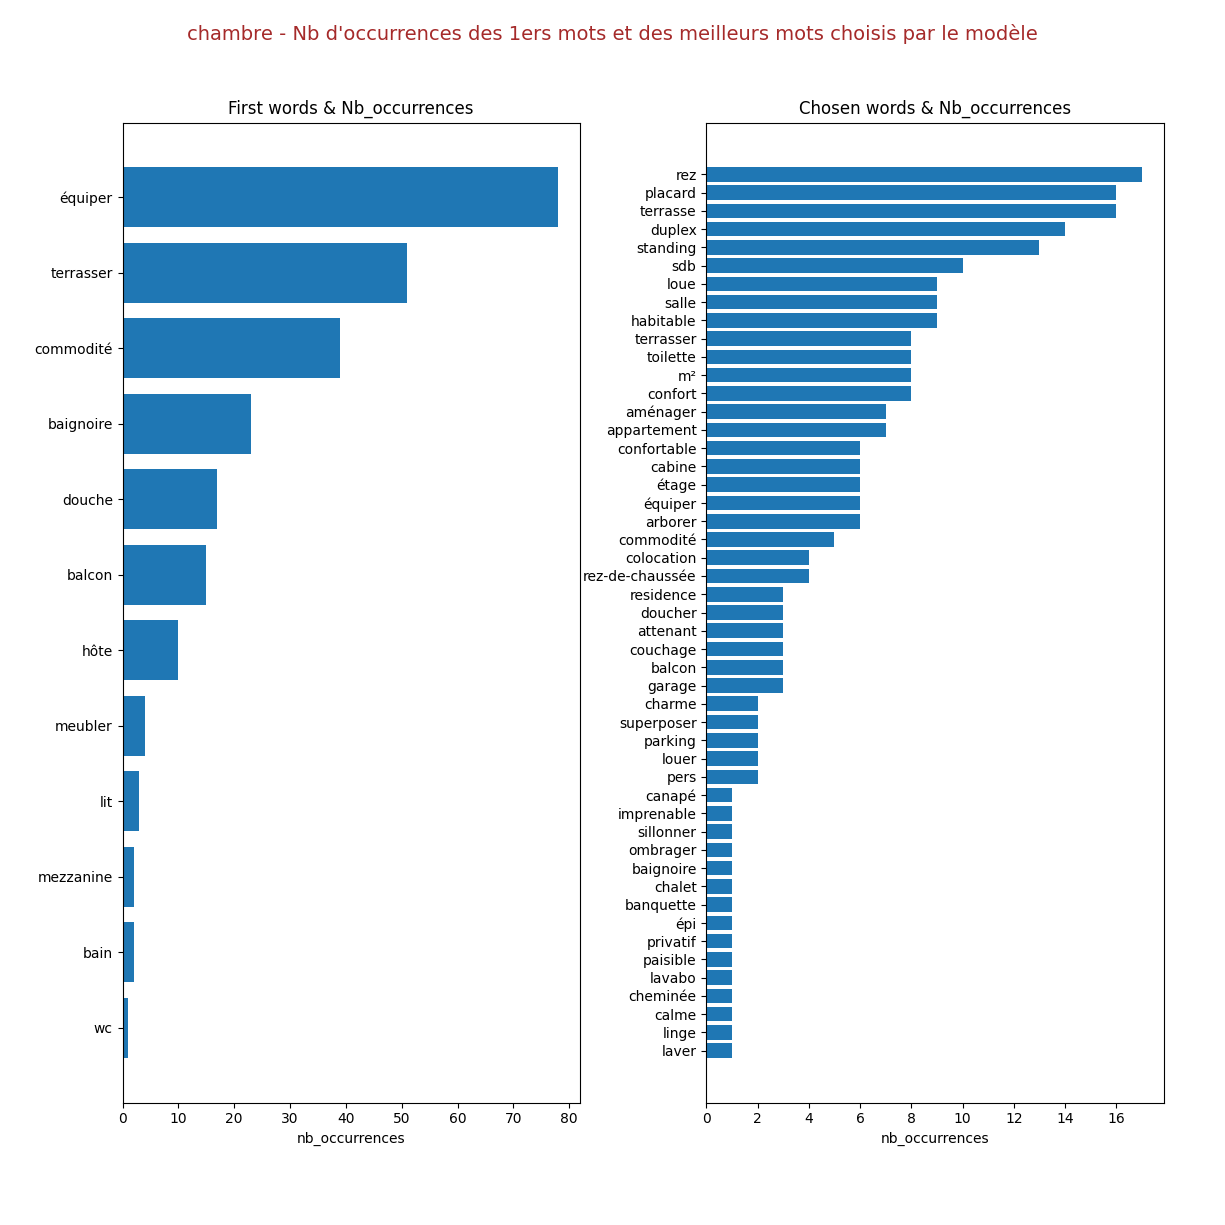 chambre - Nb d'occurrences des 1ers mots et des meilleurs mots choisis par le modèle
First words & Nb_occurrences
équiper
terrasser
commodité
baignoire
douche
balcon
hôte
meubler
lit
mezzanine
bain
wc
0 10 20 30 40 50 60 70 80
nb_occurrences
Chosen words & Nb_occurrences
rez
placard
terrasse
duplex
standing
sdb
loue
salle
habitable
terrasser
toilette
m²
confort
aménager
appartement
confortable
cabine
étage
équiper
arborer
commodité
colocation
rez-de-chaussée
residence
doucher
attenant
couchage
balcon
garage
charme
superposer
parking
louer
pers
canapé
imprenable
sillonner
ombrager
baignoire
chalet
banquette
épi
privatif
paisible
lavabo
cheminée
calme
linge
laver
0 2 4 6 8 10 12 14 16
nb_occurrences